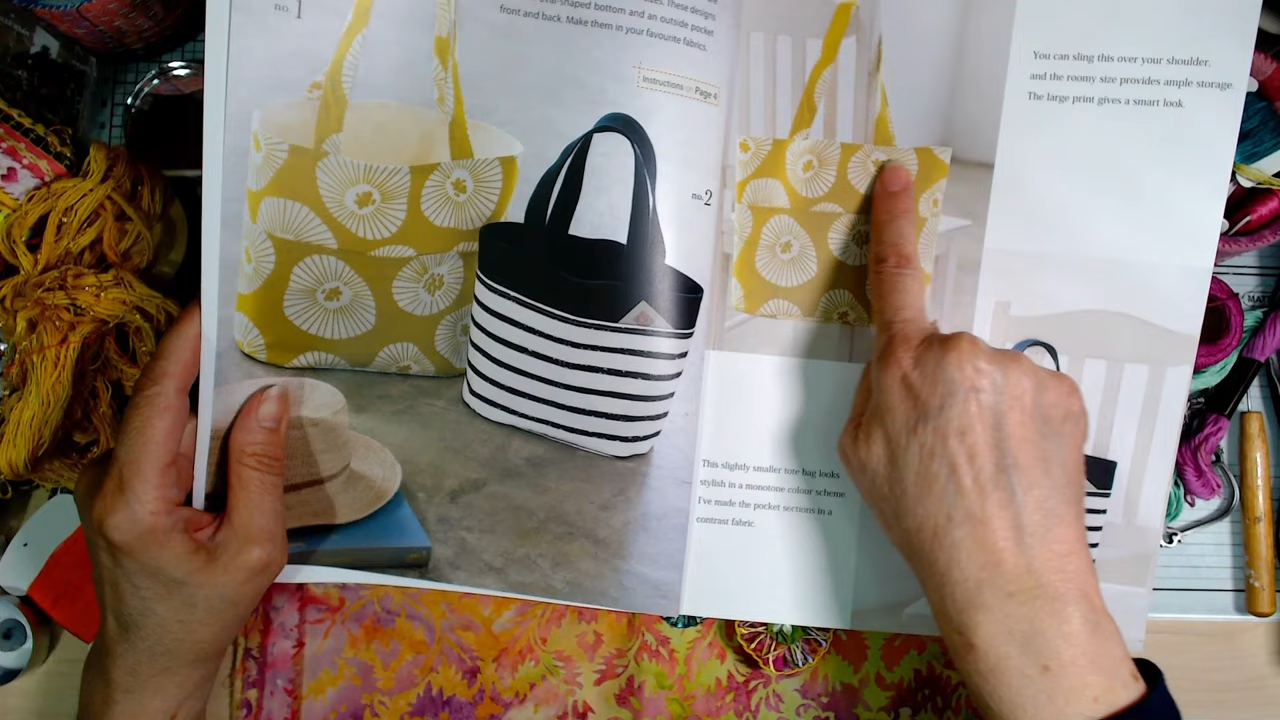 no.1
sizes. These designs
oval-shaped bottom and an outside pocket
front and back. Make them in your favourite fabrics.
Instructions on Page 4
no.2
This slightly smaller tote bag looks
stylish in a monotone colour scheme
I've made the pocket sections in a
contrast fabric.
You can sling this over your shoulder,
and the roomy size provides ample storage.
The large print gives a smart look.